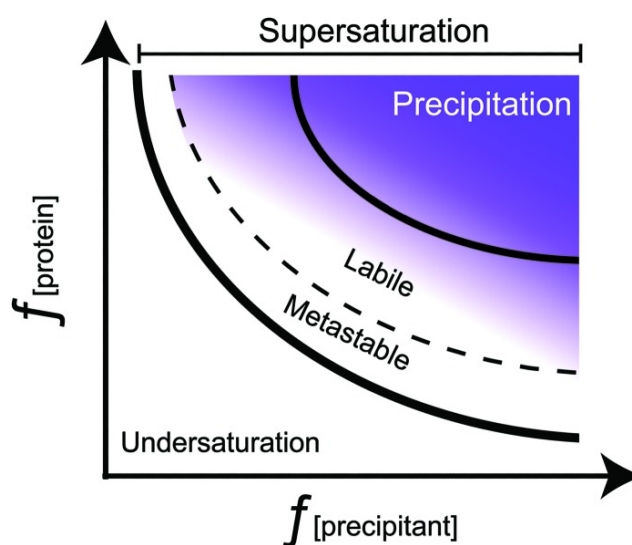 Supersaturation
Precipitation
Labile
Metastable
Undersaturation
f [protein]
f [precipitant]